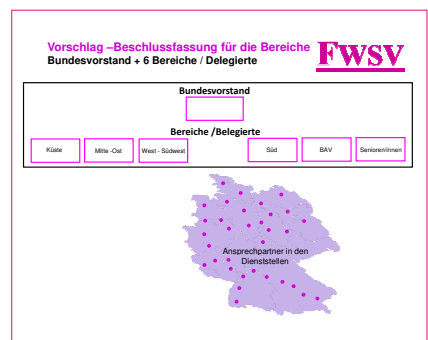 Vorschlag –Beschlussfassung für die Bereiche
Bundesvorstand + 6 Bereiche / Delegierte
FWSV
Bundesvorstand
Bereiche /Belegierte
Küste
Mitte -Ost
West - Südwest
Süd
BAV
Senioren/innen
Ansprechpartner in den
Dienststellen